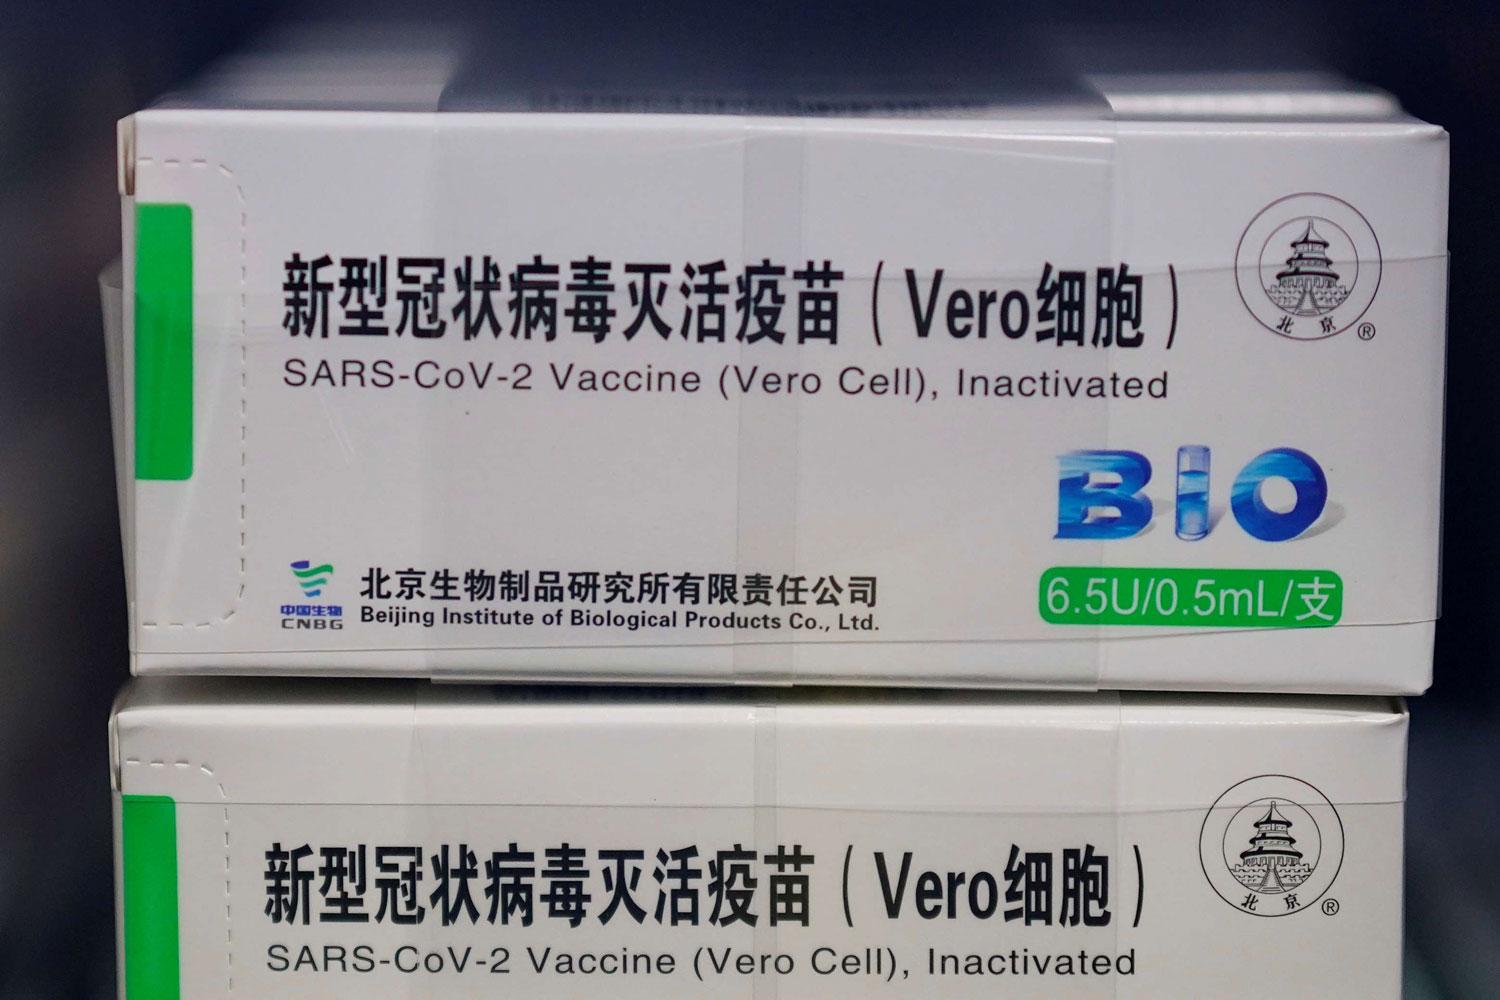 新型冠状病毒灭活疫苗（Vero细胞）
SARS-CoV-2 Vaccine (Vero Cell), Inactivated
北京
®
BIO
6.5U/0.5mL/支
中国生物
CNBG
北京生物制品研究所有限责任公司
Beijing Institute of Biological Products Co., Ltd.
新型冠状病毒灭活疫苗（Vero细胞）
SARS-CoV-2 Vaccine (Vero Cell), Inactivated
北京
®